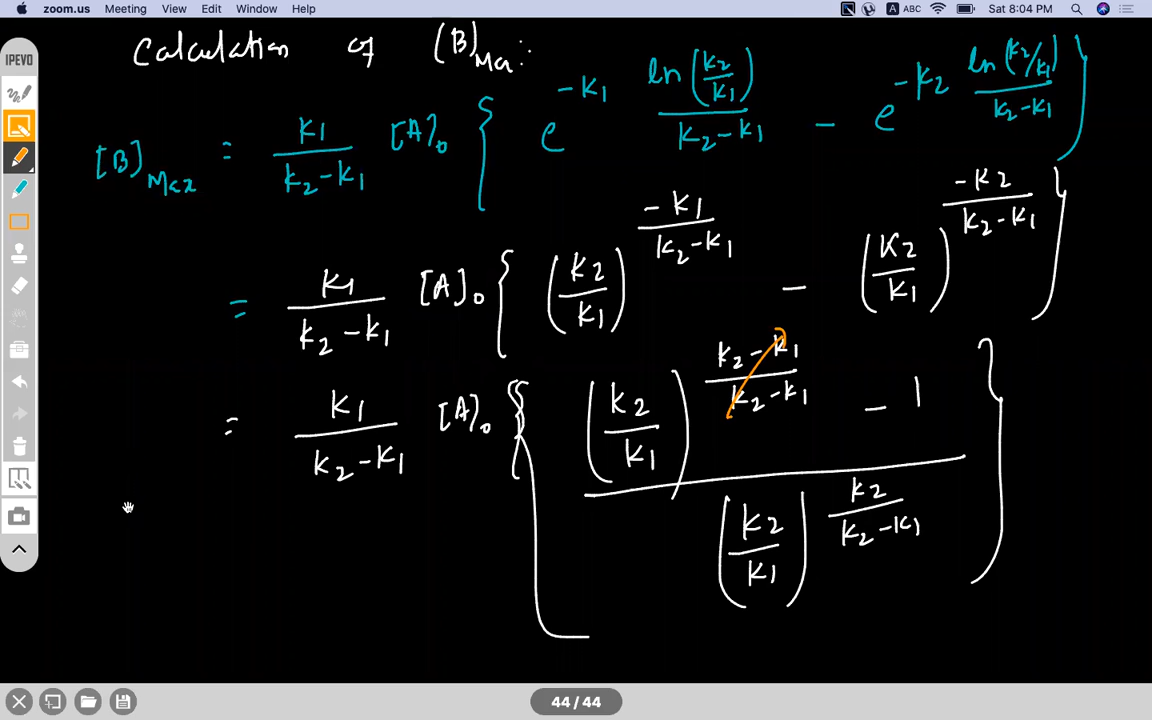 zoom.us Meeting View Edit Window Help A ABC Sat 8:04 PM
IPEVO
Calculation of [B]Max:
[B]Max = K1/(K2-K1) [A]0 { e^(-K1 ln(K2/K1)/(K2-K1)) - e^(-K2 ln(K2/K1)/(K2-K1)) }
= K1/(K2-K1) [A]0 { (K2/K1)^(-K1/(K2-K1)) - (K2/K1)^(-K2/(K2-K1)) }
= K1/(K2-K1) [A]0 { ((K2/K1)^((K2-K1)/(K2-K1)) - 1)/((K2/K1)^(K2/(K2-K1))) }
44/44